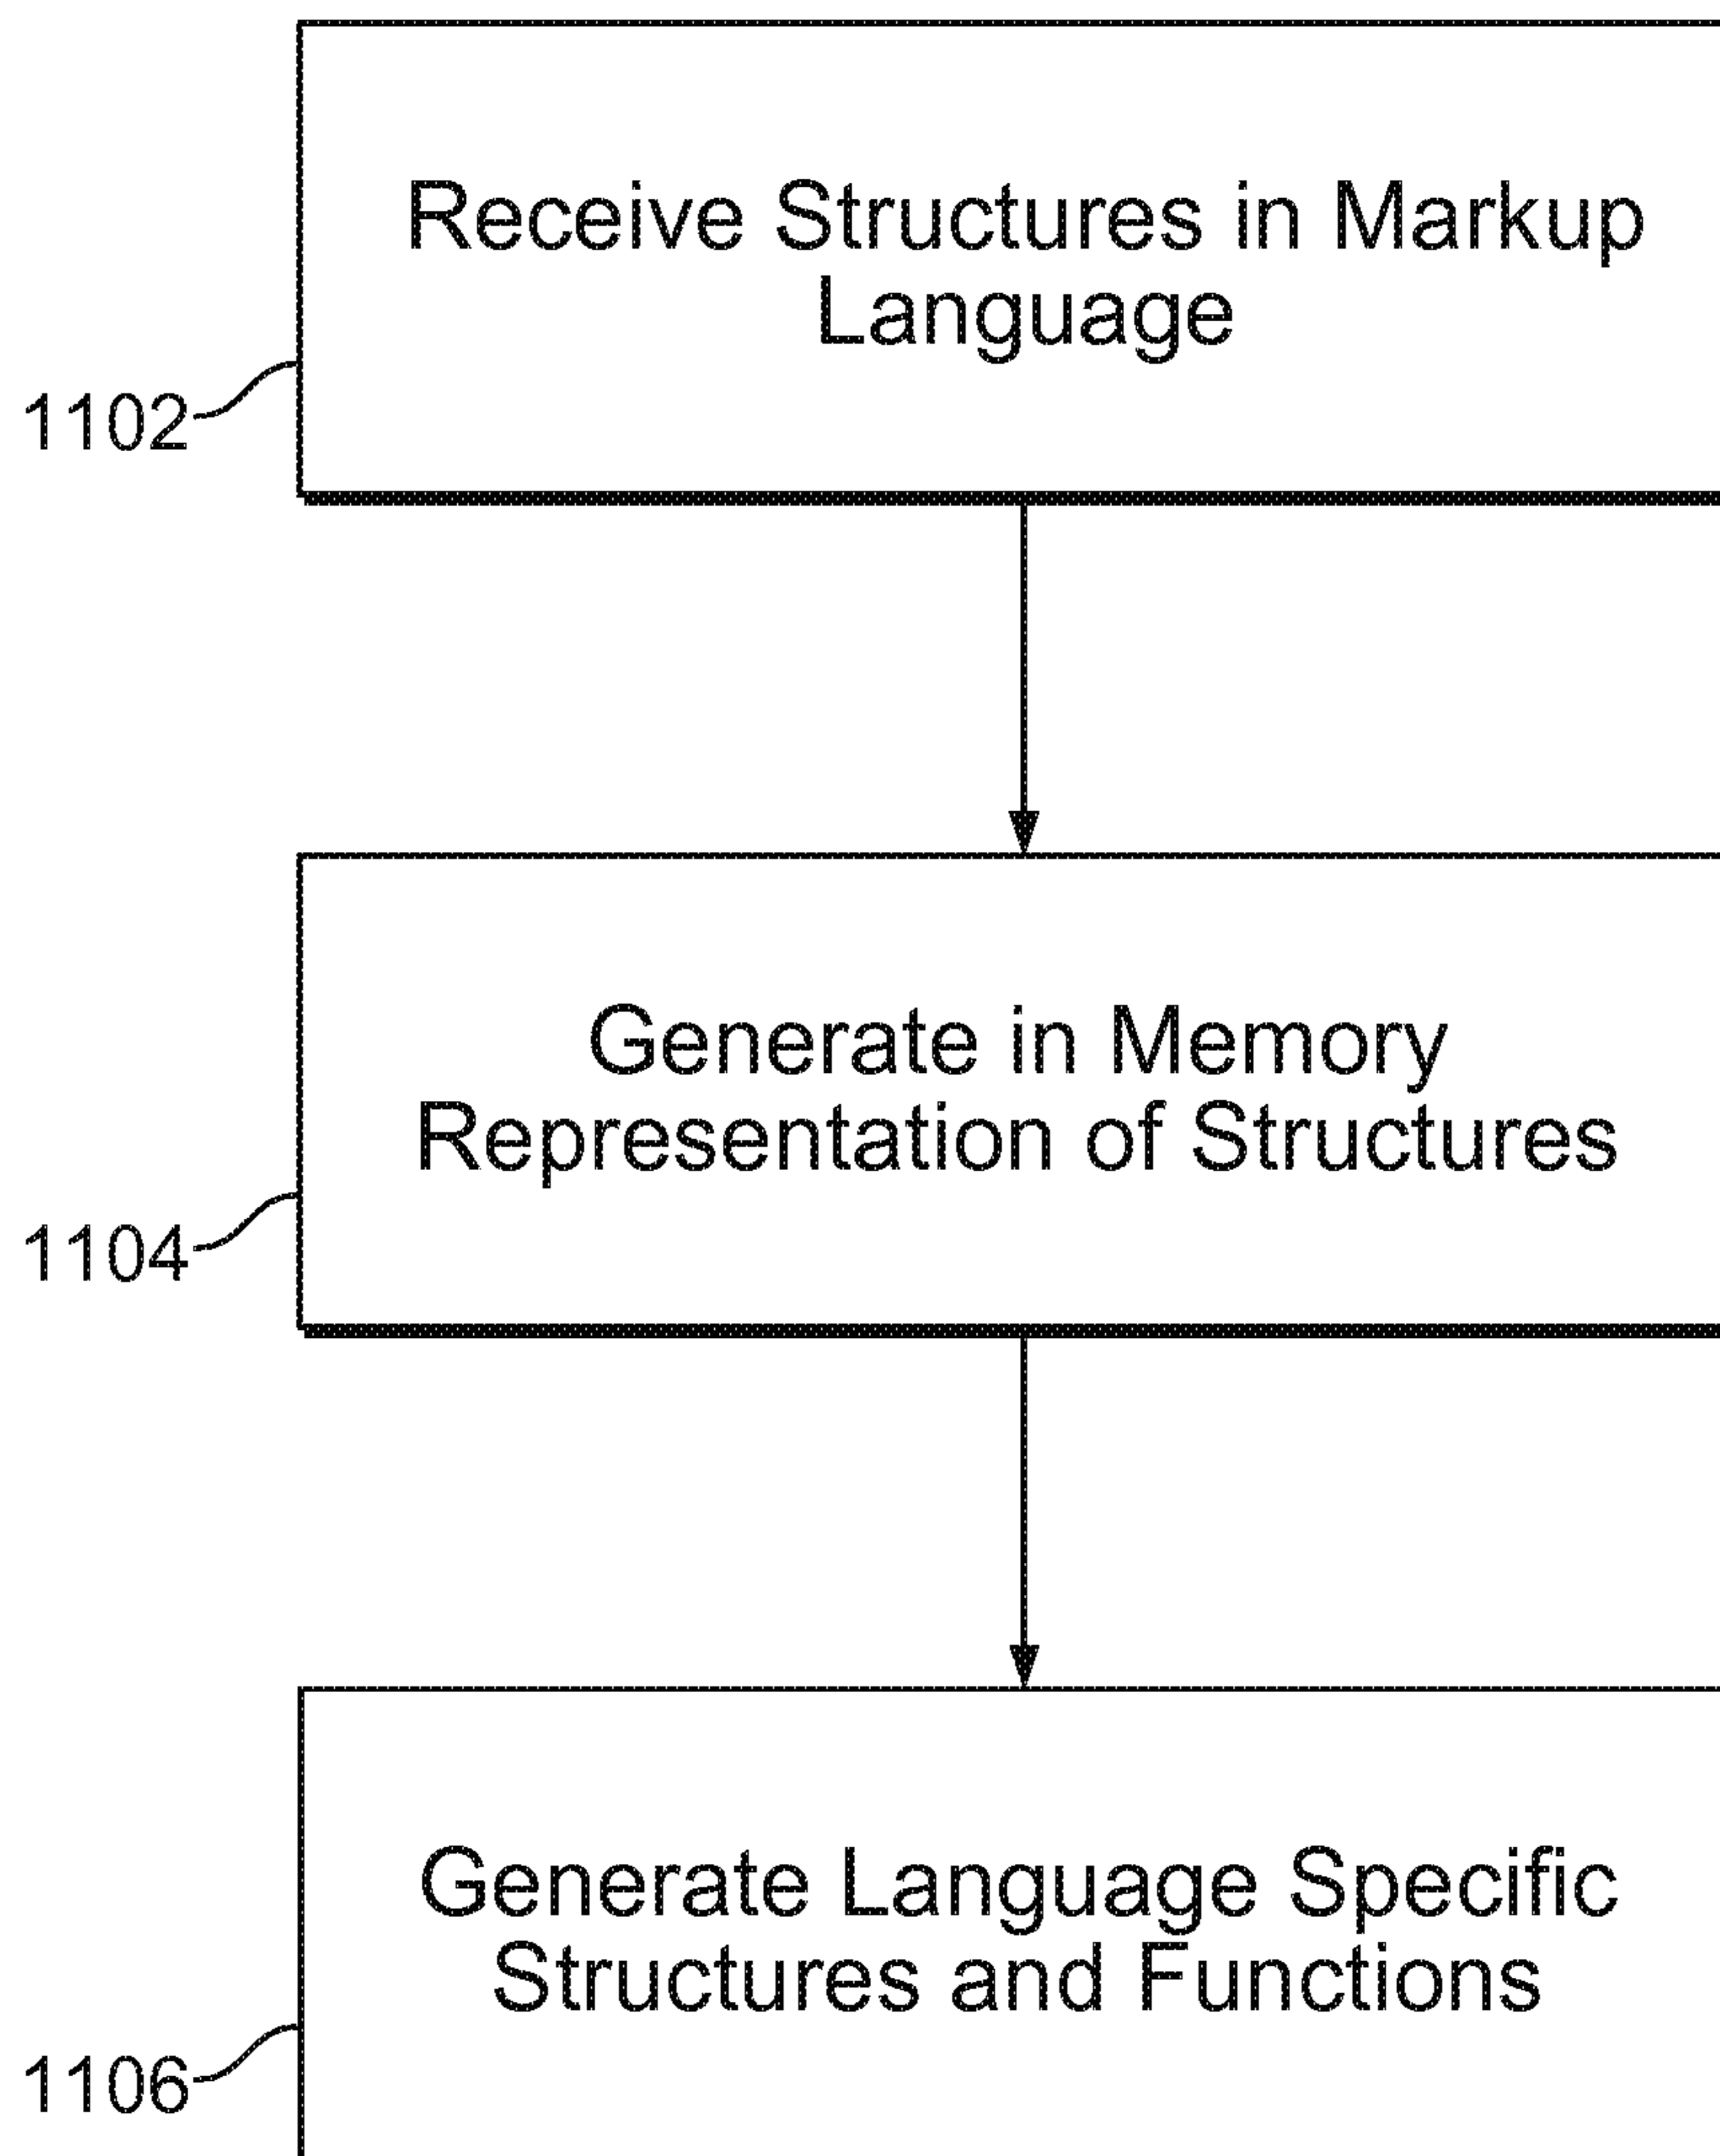 Receive Structures in Markup
Language
1102
Generate in Memory
Representation of Structures
1104
Generate Language Specific
Structures and Functions
1106